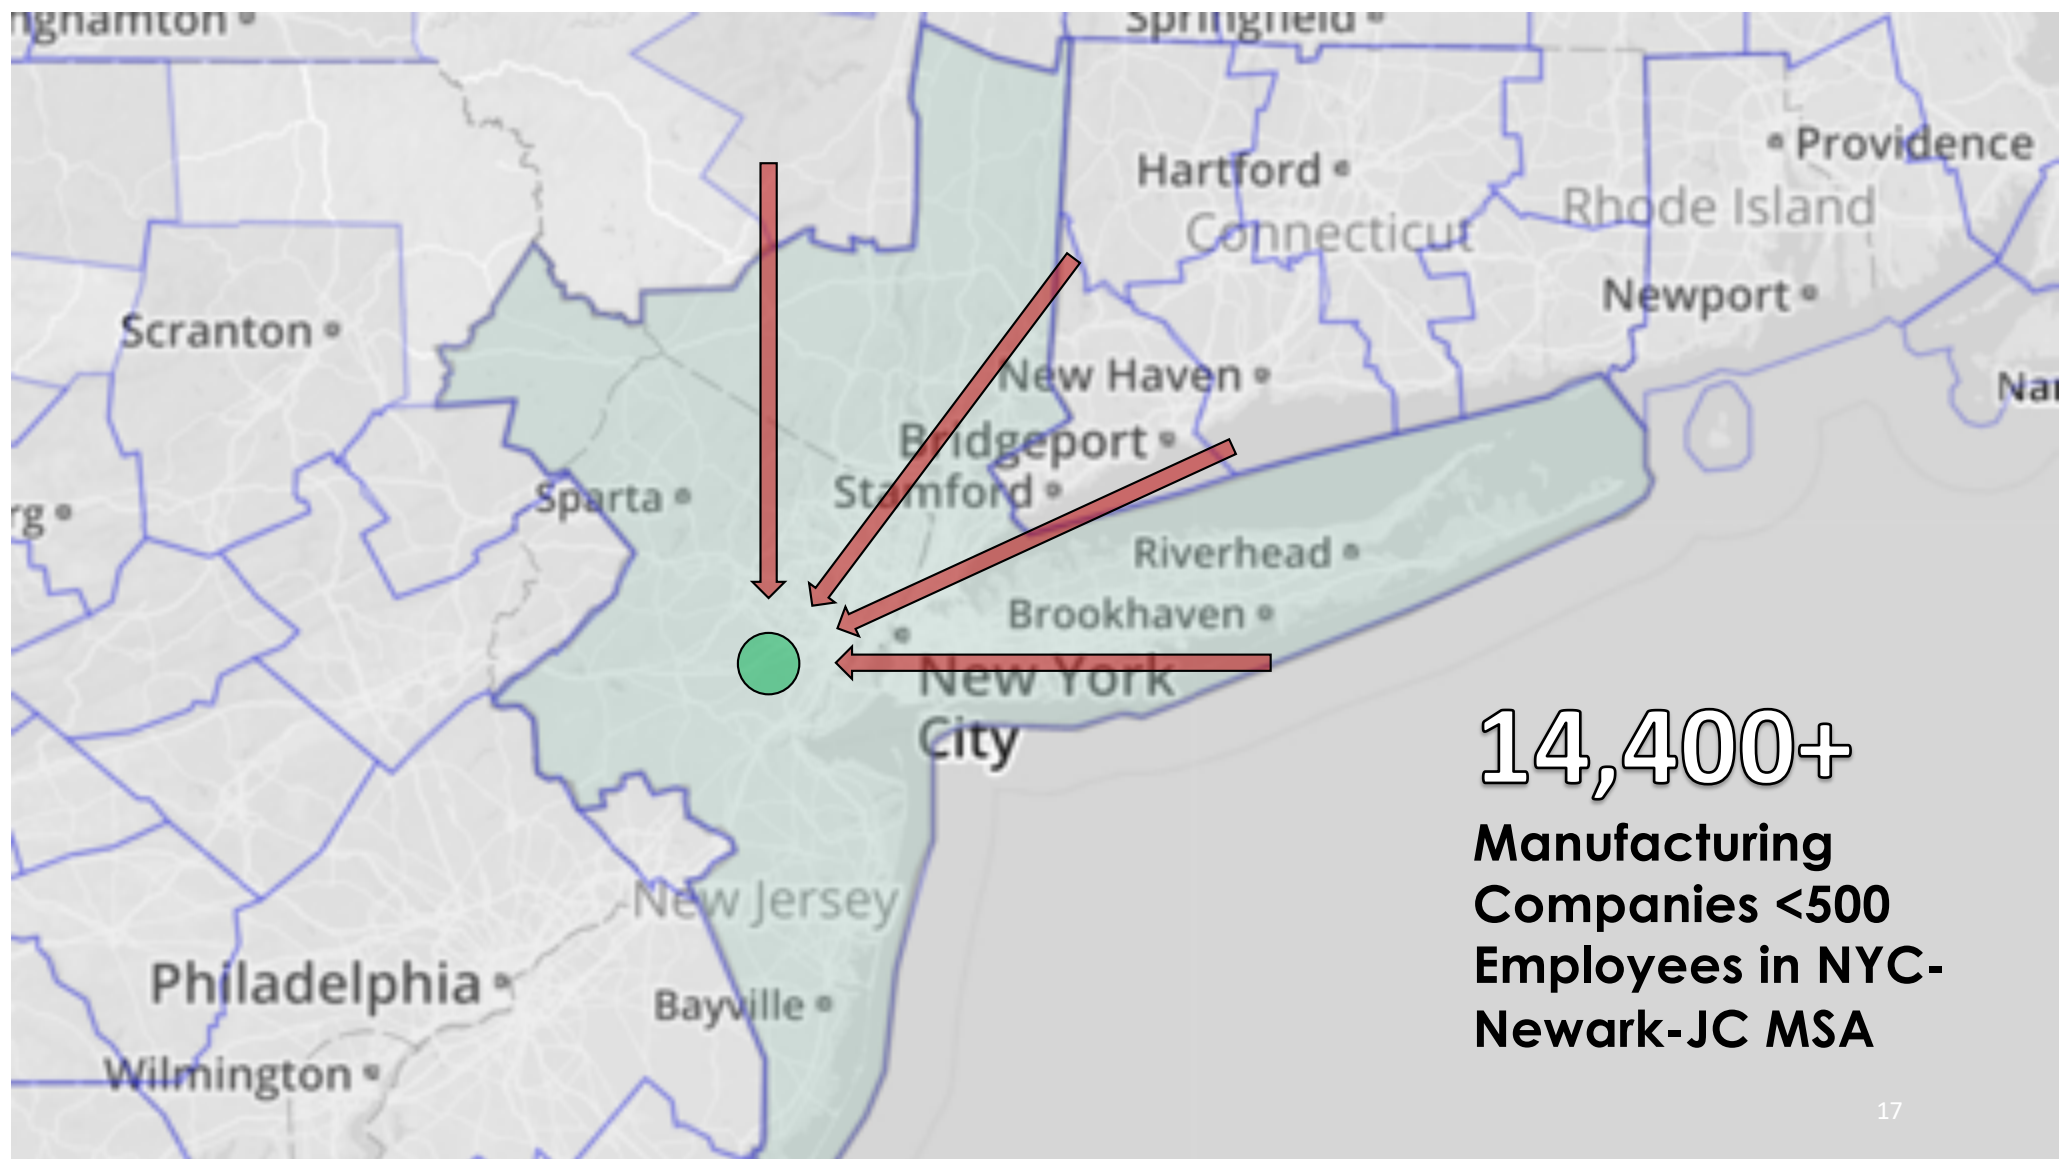 Springfield
Providence
Hartford
Rhode Island
Connecticut
Newport
Scranton
New Haven
Bridgeport
Stamford
Sparta
Riverhead
Brookhaven
New York
City
14,400+
Manufacturing
Companies <500
Employees in NYC-
Newark-JC MSA
New Jersey
Philadelphia
Bayville
Wilmington
17